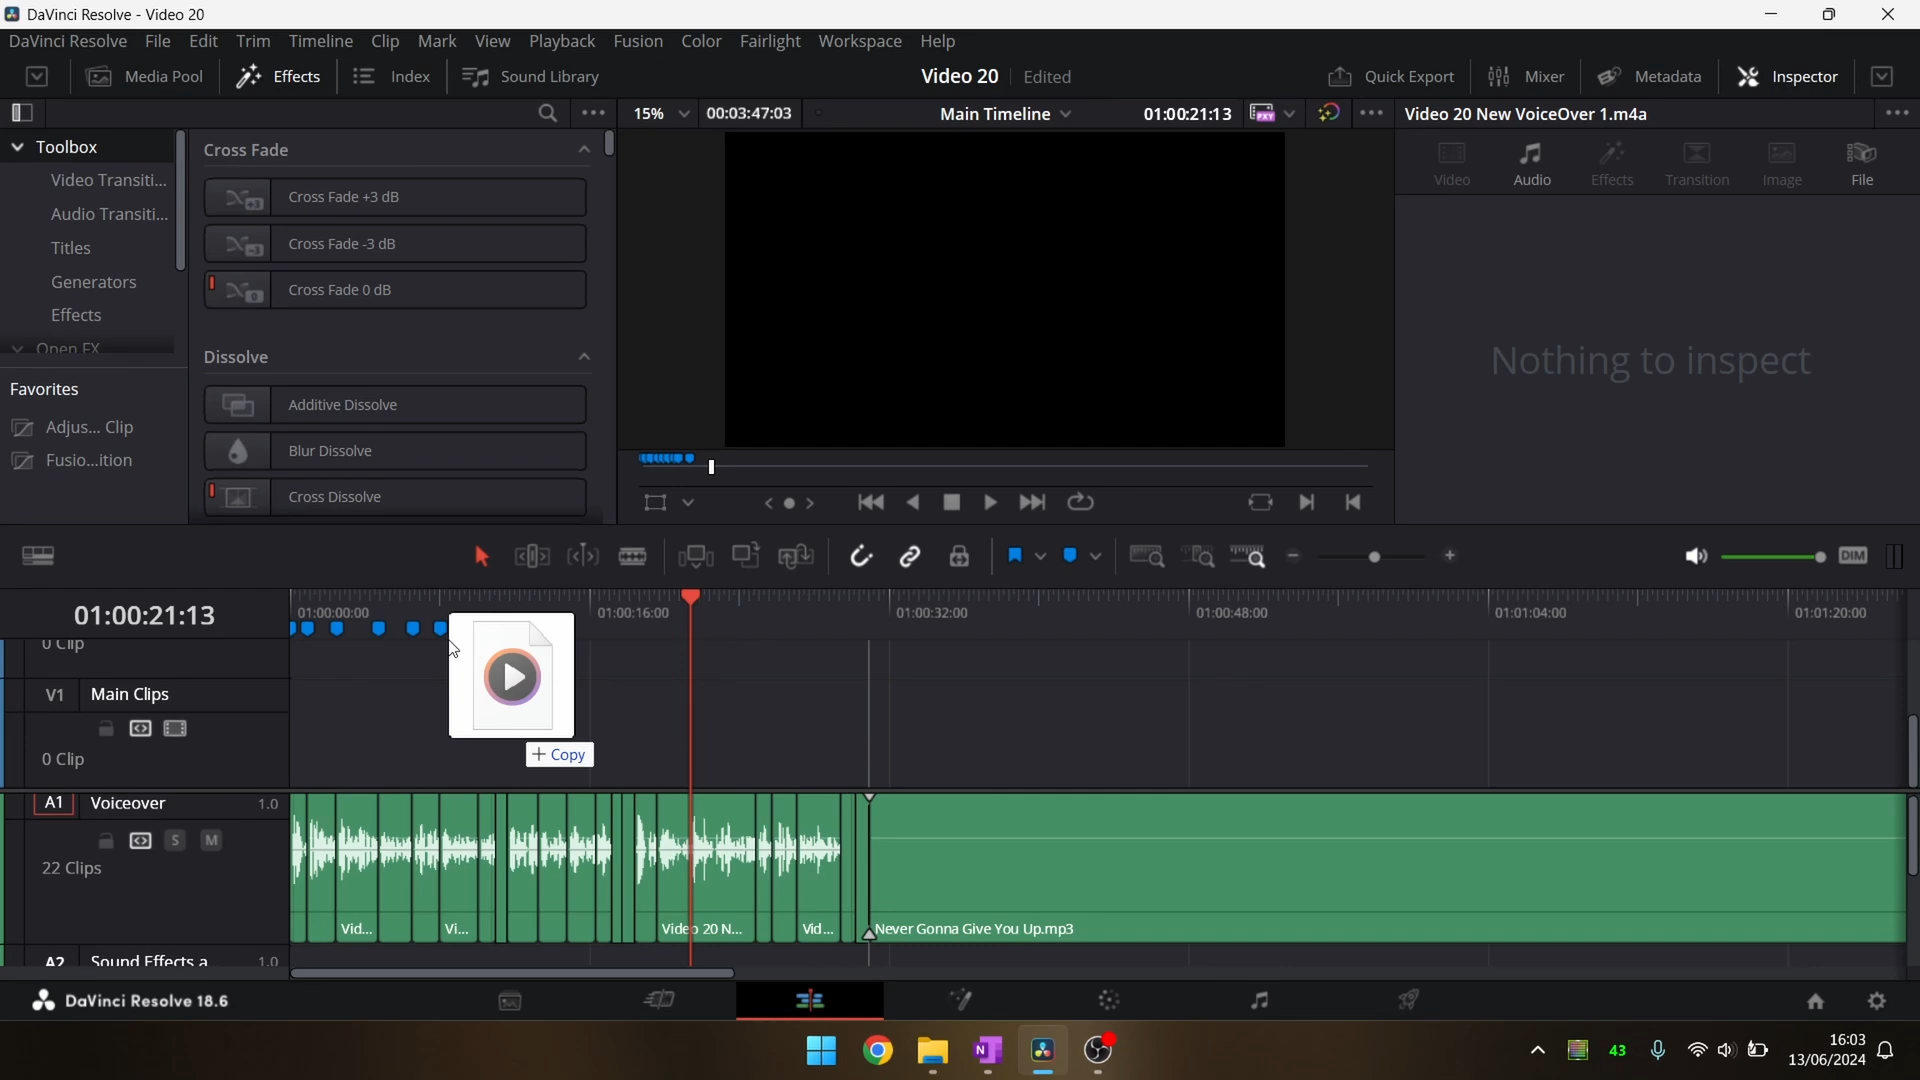 DaVinci Resolve - Video 20
DaVinci Resolve File Edit Trim Timeline Clip Mark View Playback Fusion Color Fairlight Workspace Help
Media Pool Effects Index Sound Library Video 20 Edited Quick Export Mixer Metadata Inspector
15% 00:03:47:03 Main Timeline 01:00:21:13 PXY Video 20 New VoiceOver 1.m4a
Toolbox
Video Transiti...
Audio Transiti...
Titles
Generators
Effects
Open FX
Favorites
Adjus... Clip
Fusio...ition
Cross Fade
+3 Cross Fade +3 dB
-3 Cross Fade -3 dB
0 Cross Fade 0 dB
Dissolve
Additive Dissolve
Blur Dissolve
Cross Dissolve
Video Audio Effects Transition Image File
Nothing to inspect
DIM
01:00:21:13
01:00:00:00 01:00:16:00 01:00:32:00 01:00:48:00 01:01:04:00 01:01:20:00
0 Clip
V1 Main Clips
0 Clip
+ Copy
A1 Voiceover 1.0
S M
22 Clips
Vid... Vi... Video 20 N... Vid... Never Gonna Give You Up.mp3
A2 Sound Effects a 1.0
DaVinci Resolve 18.6
N 43 16:03
13/06/2024